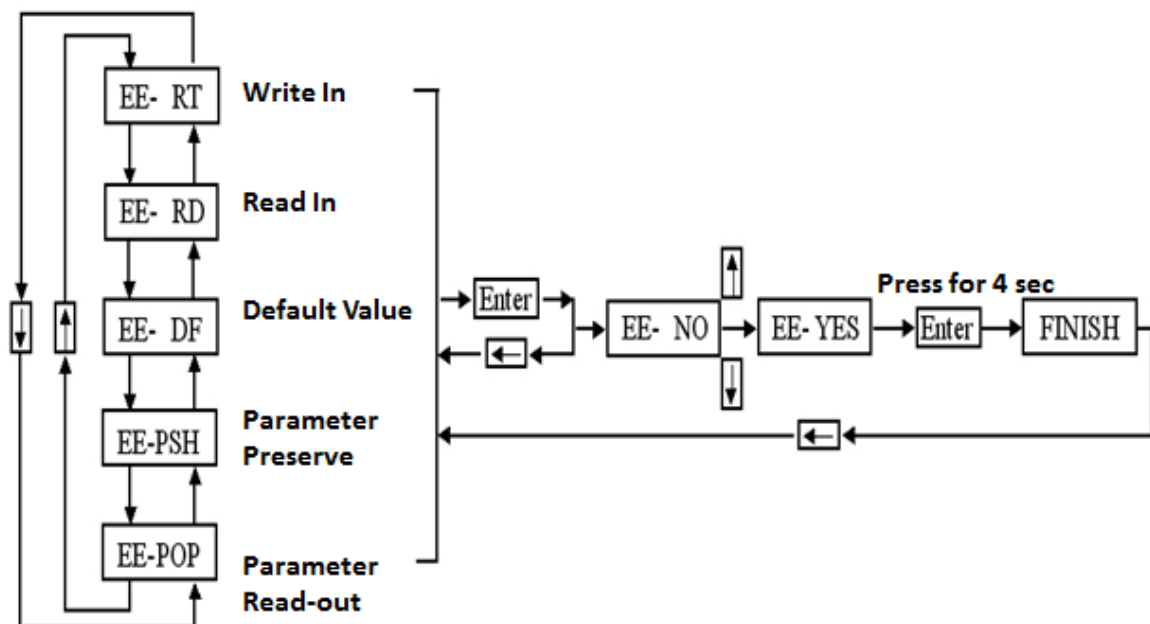 EE- RT
Write In
EE- RD
Read In
EE- DF
Default Value
EE-PSH
Parameter
Preserve
EE-POP
Parameter
Read-out
Enter
EE- NO
EE-YES
Press for 4 sec
Enter
FINISH